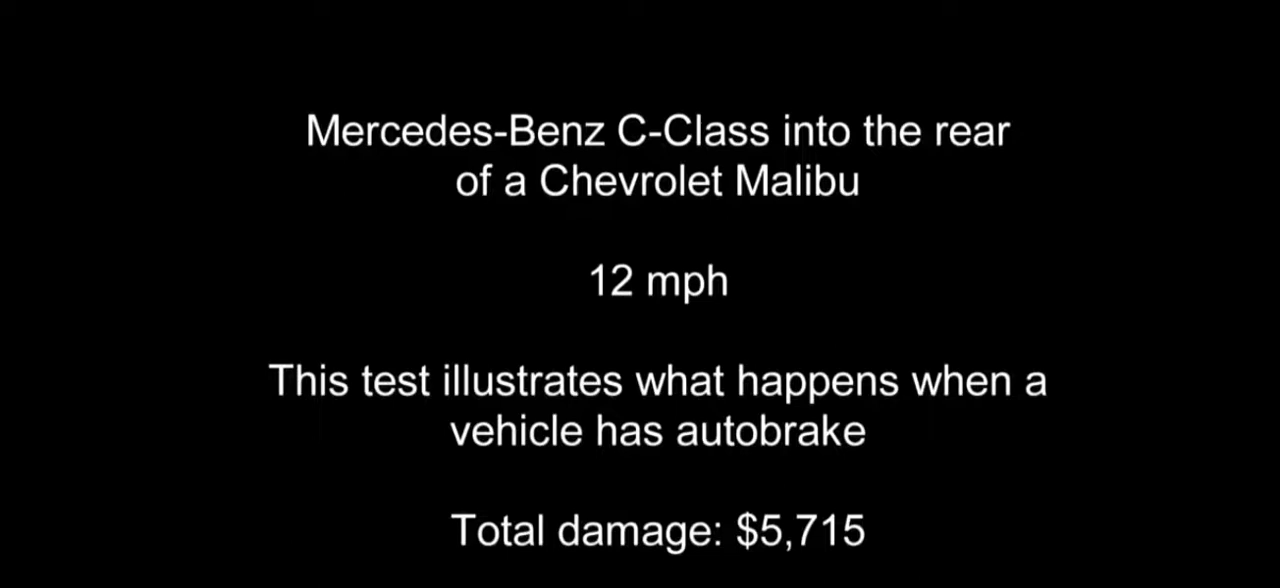 Mercedes-Benz C-Class into the rear
of a Chevrolet Malibu
12 mph
This test illustrates what happens when a
vehicle has autobrake
Total damage: $5,715